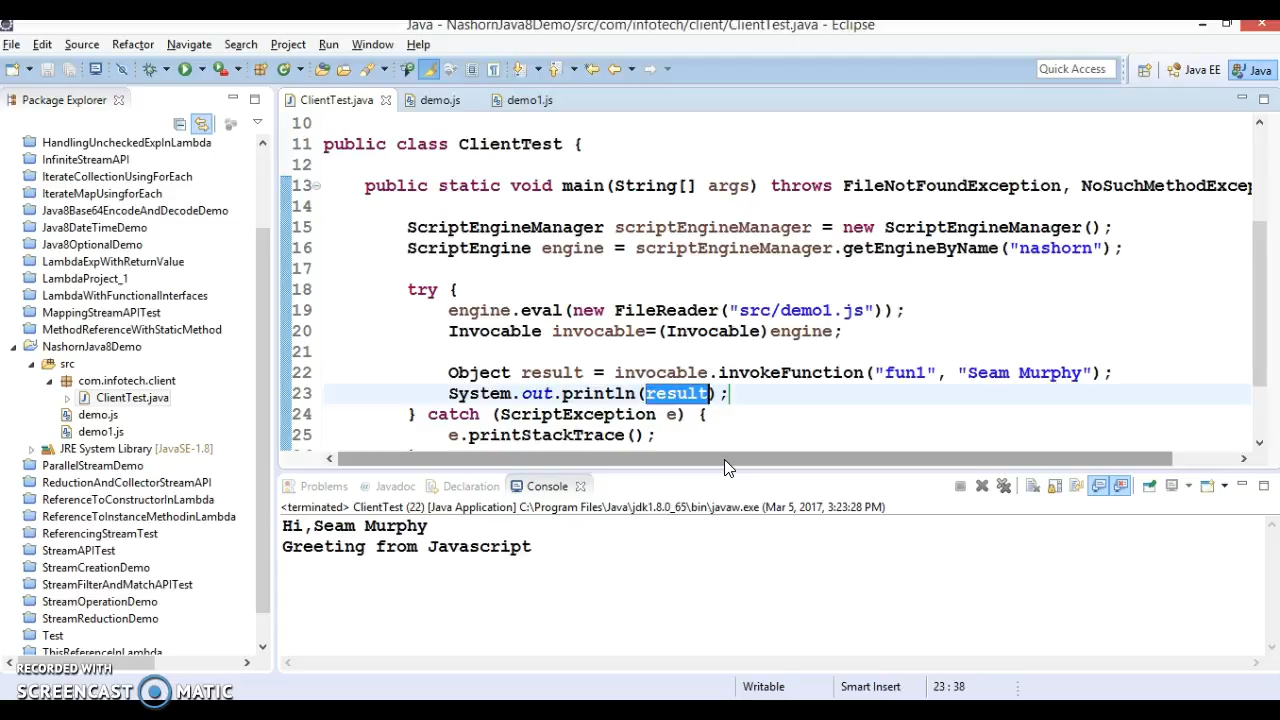 Java - NashornJava8Demo/src/com/infotech/client/ClientTest.java - Eclipse
File Edit Source Refactor Navigate Search Project Run Window Help
Quick Access Java EE Java
Package Explorer
HandlingUncheckedExpInLambda
InfiniteStreamAPI
IterateCollectionUsingForEach
IterateMapUsingforEach
Java8Base64EncodeAndDecodeDemo
Java8DateTimeDemo
Java8OptionalDemo
LambdaExpWithReturnValue
LambdaProject_1
LambdaWithFunctionalInterfaces
MappingStreamAPITest
MethodReferenceWithStaticMethod
NashornJava8Demo
src
com.infotech.client
ClientTest.java
demo.js
demo1.js
JRE System Library [JavaSE-1.8]
ParallelStreamDemo
ReductionAndCollectorStreamAPI
ReferenceToConstructorInLambda
ReferenceToInstanceMethodinLambda
ReferencingStreamTest
StreamAPITest
StreamCreationDemo
StreamFilterAndMatchAPITest
StreamOperationDemo
StreamReductionDemo
Test
ThisReferenceInLambda
ClientTest.java demo.js demo1.js
10
11 public class ClientTest {
12
13 public static void main(String[] args) throws FileNotFoundException, NoSuchMethodExcep
14
15 ScriptEngineManager scriptEngineManager = new ScriptEngineManager();
16 ScriptEngine engine = scriptEngineManager.getEngineByName("nashorn");
17
18 try {
19 engine.eval(new FileReader("src/demo1.js"));
20 Invocable invocable=(Invocable)engine;
21
22 Object result = invocable.invokeFunction("fun1", "Seam Murphy");
23 System.out.println(result);
24 } catch (ScriptException e) {
25 e.printStackTrace();
Problems Javadoc Declaration Console
<terminated> ClientTest (22) [Java Application] C:\Program Files\Java\jdk1.8.0_65\bin\javaw.exe (Mar 5, 2017, 3:23:28 PM)
Hi,Seam Murphy
Greeting from Javascript
Writable Smart Insert 23 : 38
RECORDED WITH
SCREENCAST MATIC